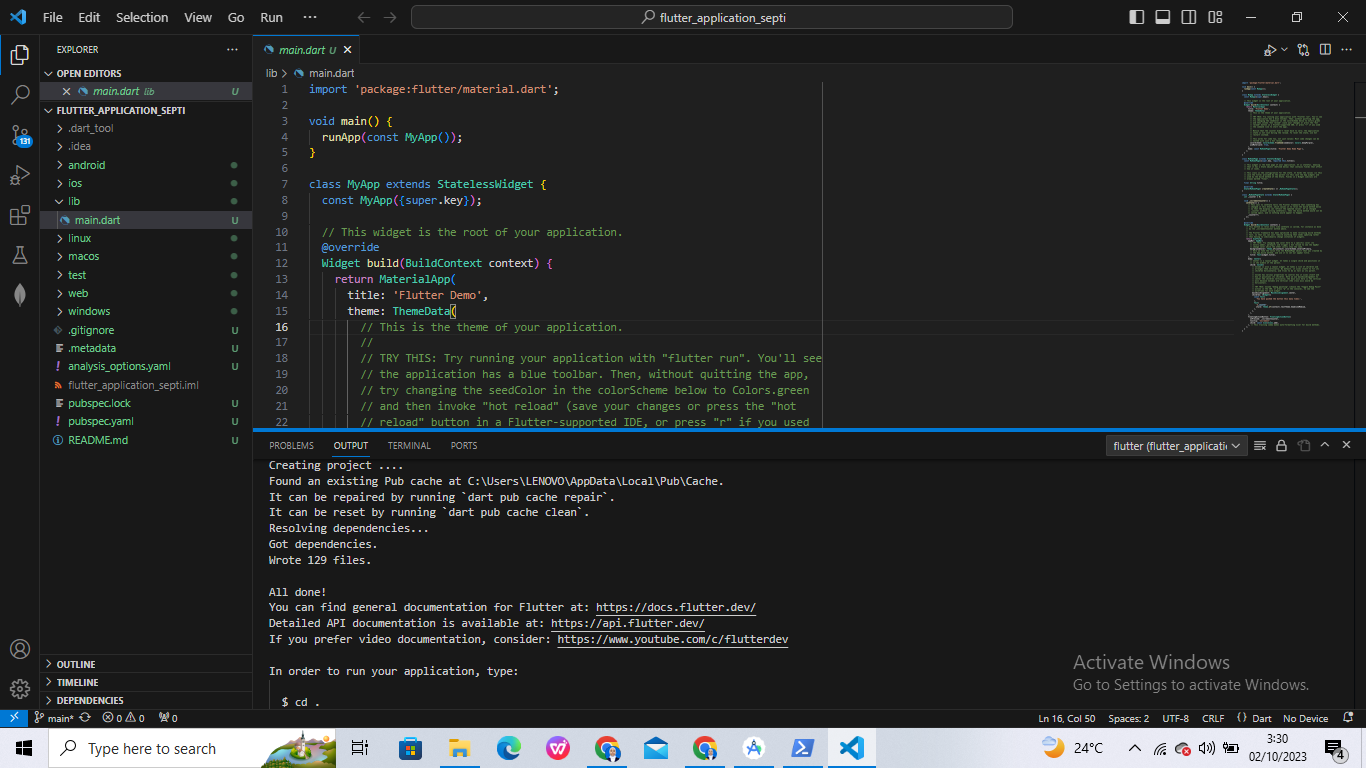 File Edit Selection View Go Run ··· flutter_application_septi
EXPLORER ···
OPEN EDITORS
main.dart lib U
FLUTTER_APPLICATION_SEPTI
.dart_tool
.idea
android
ios
lib
main.dart U
linux
macos
test
web
windows
.gitignore U
.metadata U
analysis_options.yaml U
flutter_application_septi.iml
pubspec.lock U
pubspec.yaml U
README.md U
OUTLINE
TIMELINE
DEPENDENCIES
131
main.dart U
lib > main.dart
1 import 'package:flutter/material.dart';
2
3 void main() {
4 runApp(const MyApp());
5 }
6
7 class MyApp extends StatelessWidget {
8 const MyApp({super.key});
9
10 // This widget is the root of your application.
11 @override
12 Widget build(BuildContext context) {
13 return MaterialApp(
14 title: 'Flutter Demo',
15 theme: ThemeData(
16 // This is the theme of your application.
17 //
18 // TRY THIS: Try running your application with "flutter run". You'll see
19 // the application has a blue toolbar. Then, without quitting the app,
20 // try changing the seedColor in the colorScheme below to Colors.green
21 // and then invoke "hot reload" (save your changes or press the "hot
22 // reload" button in a Flutter-supported IDE, or press "r" if you used
PROBLEMS OUTPUT TERMINAL PORTS flutter (flutter_applicati
Creating project ....
Found an existing Pub cache at C:\Users\LENOVO\AppData\Local\Pub\Cache.
It can be repaired by running `dart pub cache repair`.
It can be reset by running `dart pub cache clean`.
Resolving dependencies...
Got dependencies.
Wrote 129 files.
All done!
You can find general documentation for Flutter at: https://docs.flutter.dev/
Detailed API documentation is available at: https://api.flutter.dev/
If you prefer video documentation, consider: https://www.youtube.com/c/flutterdev
In order to run your application, type:
$ cd .
Activate Windows
Go to Settings to activate Windows.
main* 0 0 0 Ln 16, Col 50 Spaces: 2 UTF-8 CRLF {} Dart No Device
Type here to search 24°C 3:30
02/10/2023 4